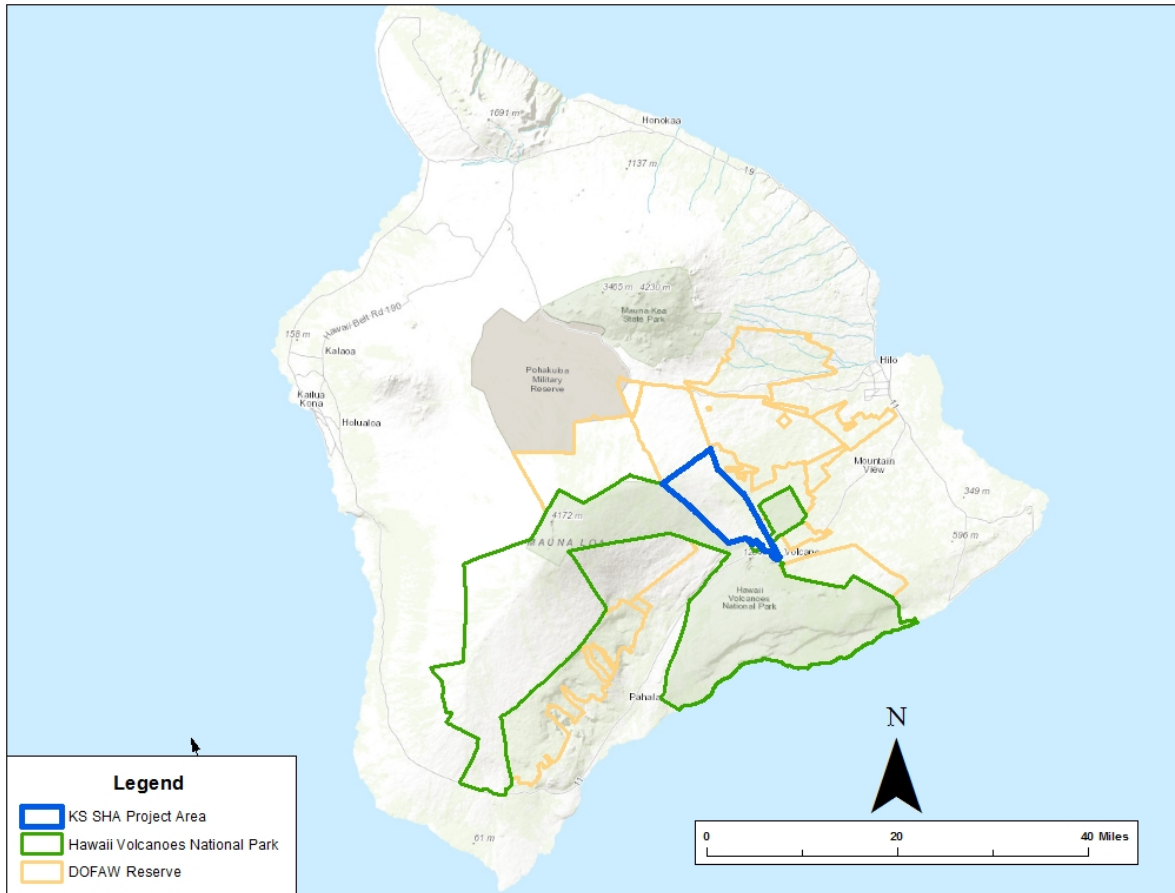 1691 m
Honokaa
1137 m
19
Hawaii Belt Rd 190
3465 m
4230 m
Mauna Kea
State Park
158 m
Kalaoa
Hilo
Pohakuloa
Military
Reserve
Kailua
Kona
Holualoa
11
Mountain
View
349 m
4172 m
MAUNA LOA
596 m
Volcano
Hawaii
Volcanoes
National Park
Pahala
N
11
61 m
Legend
KS SHA Project Area
Hawaii Volcanoes National Park
DOFAW Reserve
0
20
40 Miles